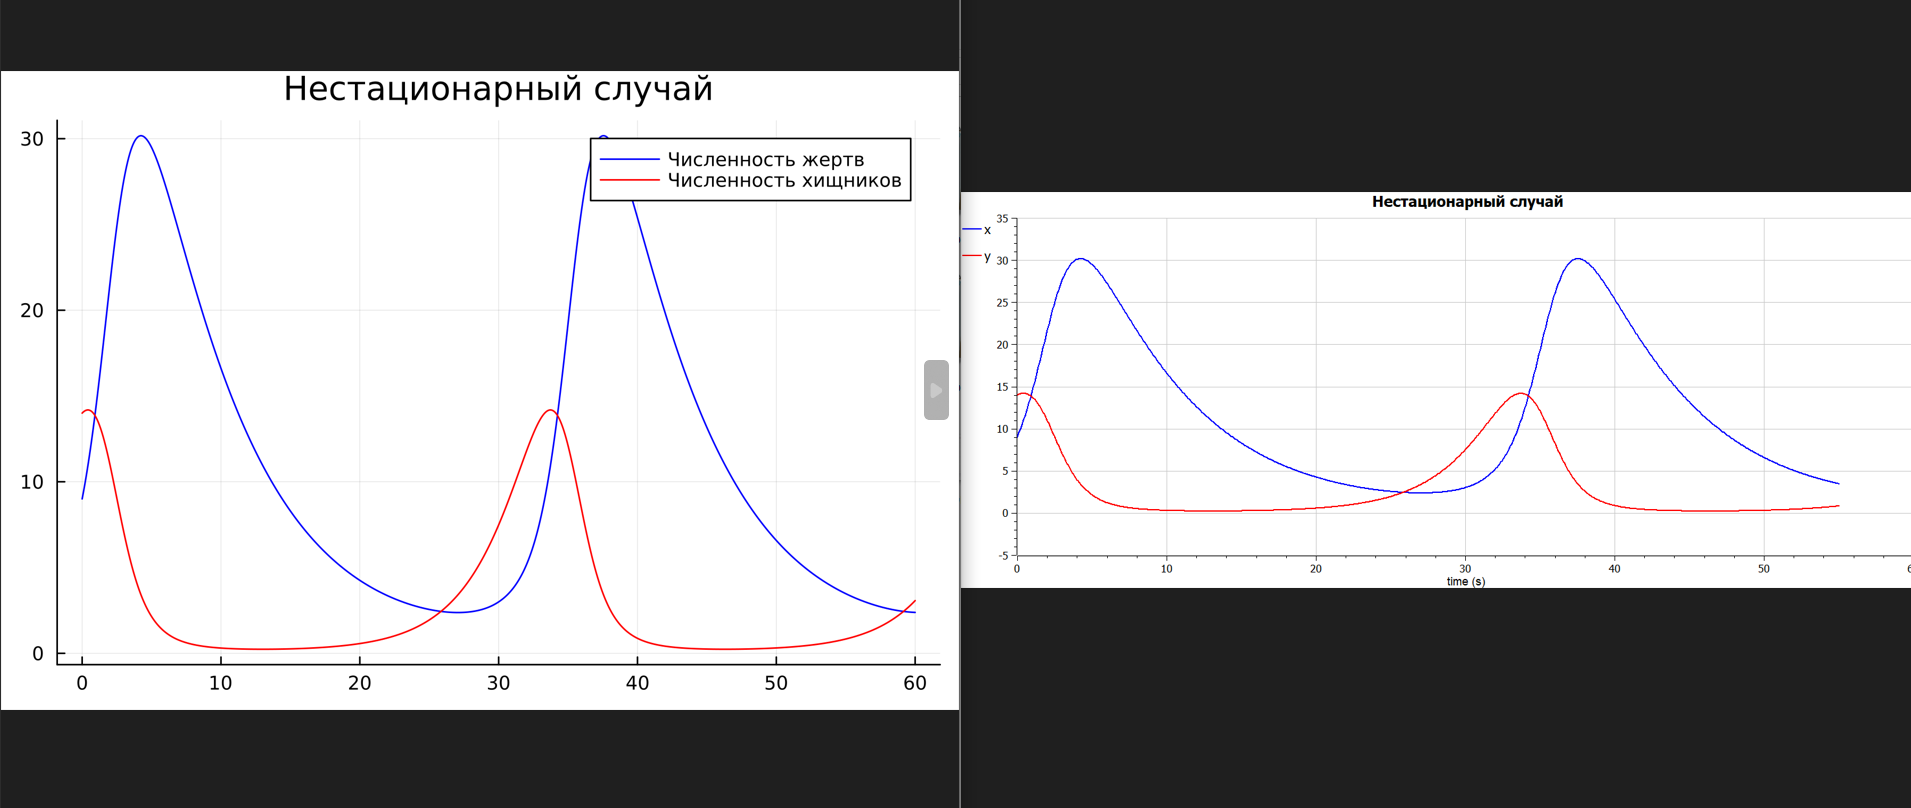 Нестационарный случай
Численность жертв
Численность хищников
30
20
10
0
0 10 20 30 40 50 60
Нестационарный случай
x
y
35
30
25
20
15
10
5
0
-5
0 10 20 30 40 50
time (s)